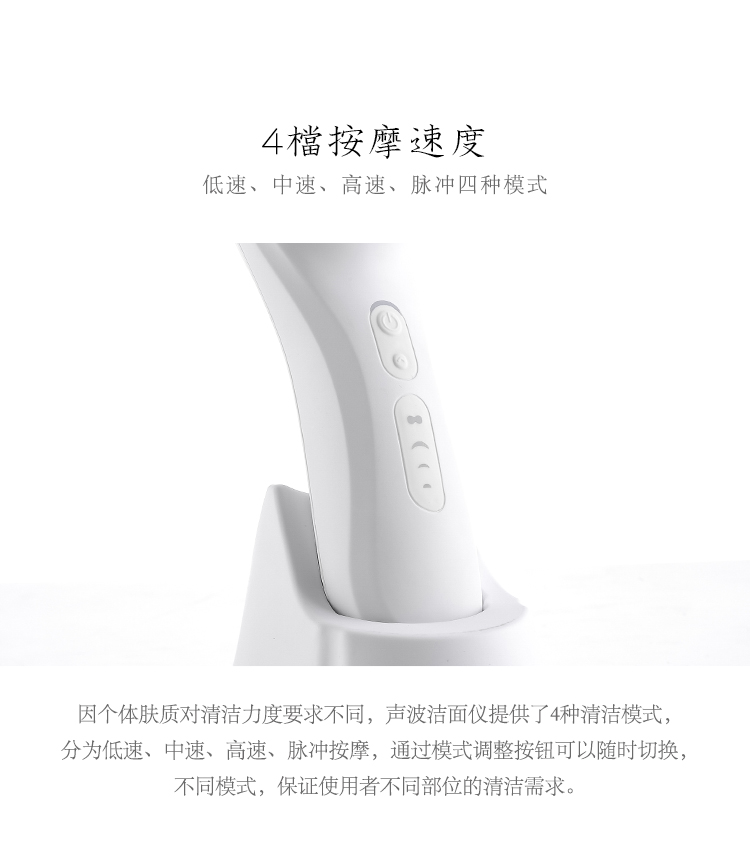 4檔按摩速度
低速、中速、高速、脉冲四种模式
因个体肤质对清洁力度要求不同，声波洁面仪提供了4种清洁模式，
分为低速、中速、高速、脉冲按摩，通过模式调整按钮可以随时切换，
不同模式，保证使用者不同部位的清洁需求。